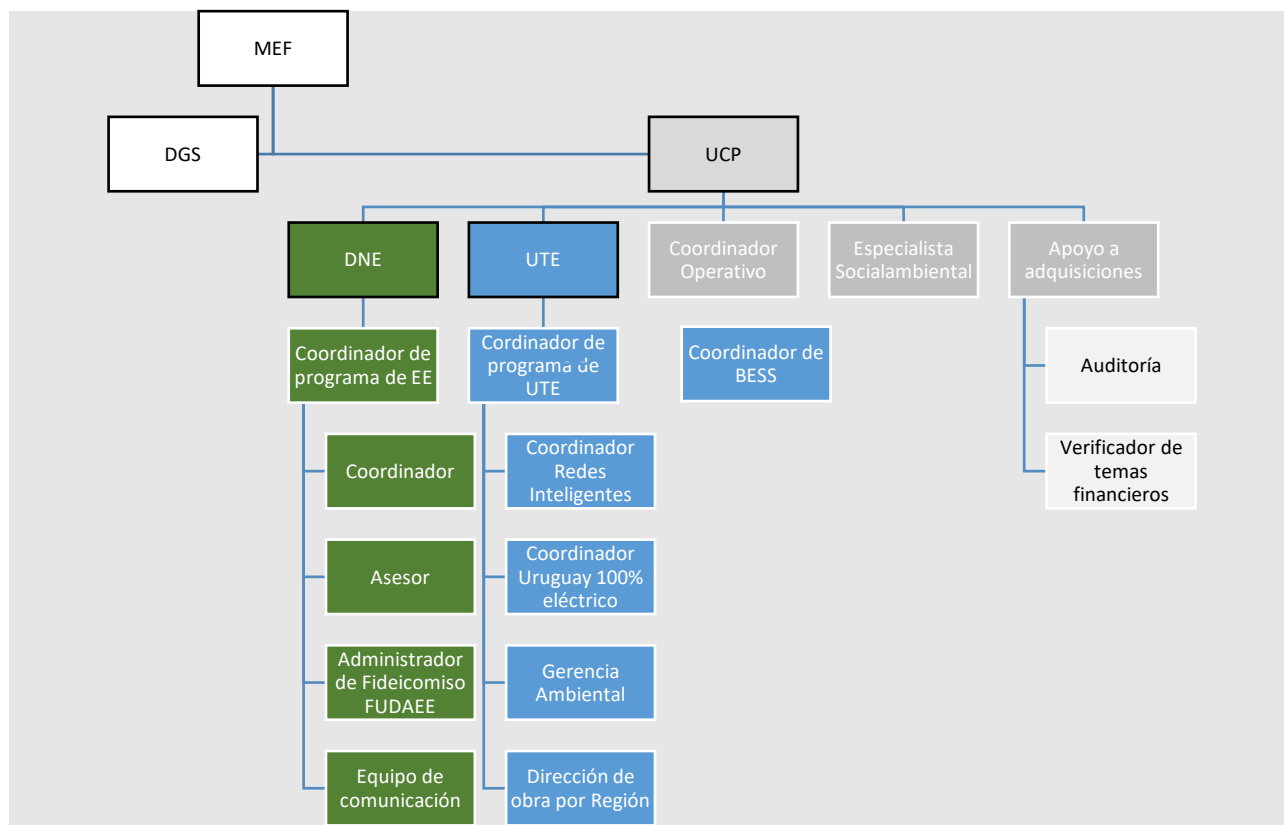 MEF
DGS
UCP
DNE
UTE
Coordinador
Operativo
Especialista
Socialambiental
Apoyo a
adquisiciones
Coordinador de
programa de EE
Cordinador de
programa de
UTE
Coordinador de
BESS
Auditoría
Coordinador
Coordinador
Redes
Inteligentes
Verificador de
temas
financieros
Asesor
Coordinador
Uruguay 100%
eléctrico
Administrador
de Fideicomiso
FUDAEE
Gerencia
Ambiental
Equipo de
comunicación
Dirección de
obra por Región